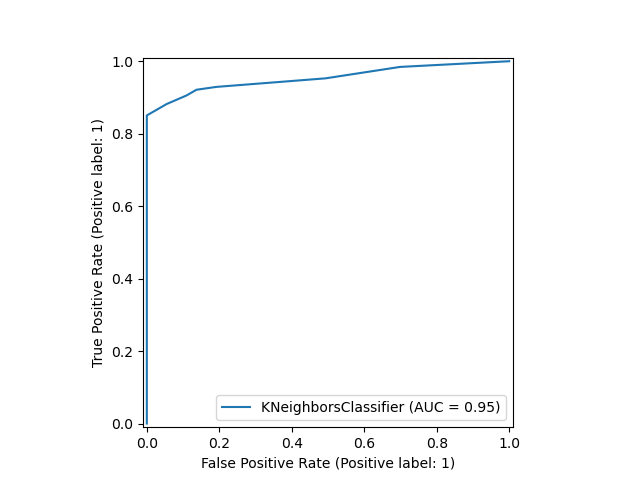 1.0
0.8
0.6
0.4
0.2
0.0
True Positive Rate (Positive label: 1)
KNeighborsClassifier (AUC = 0.95)
0.0 0.2 0.4 0.6 0.8 1.0
False Positive Rate (Positive label: 1)